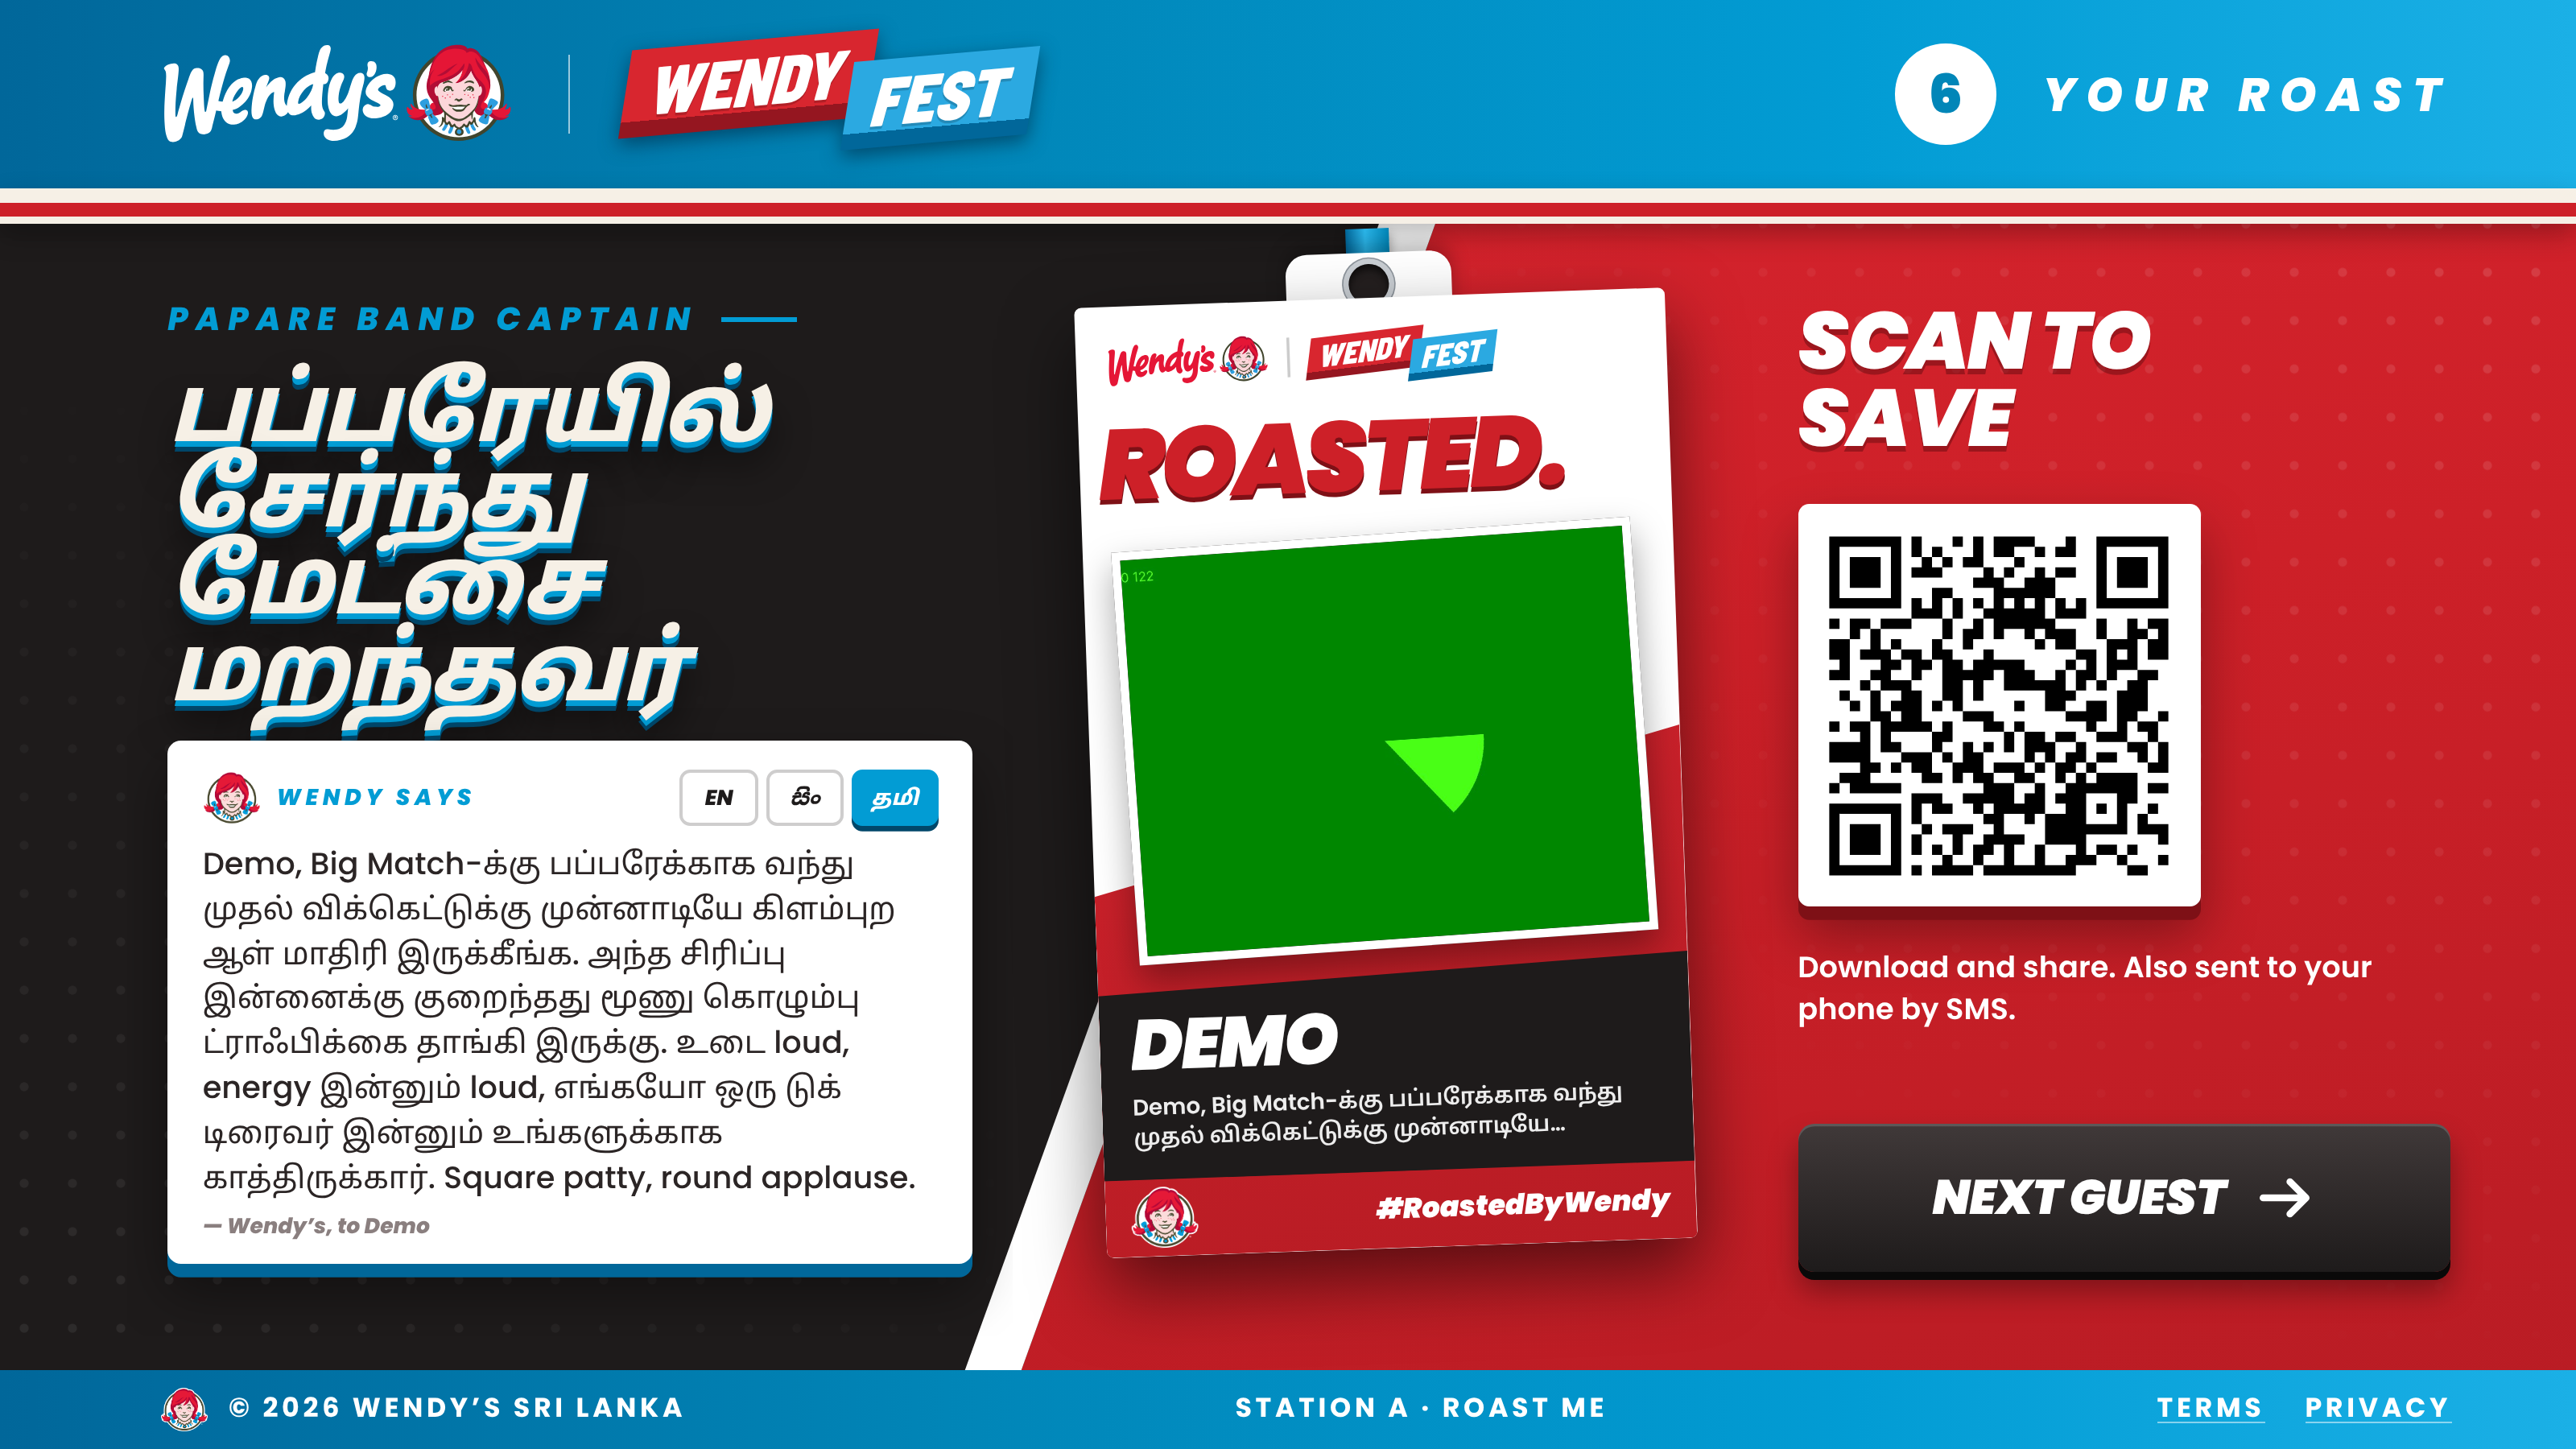 Wendy's
WENDY FEST
6 YOUR ROAST
PAPARE BAND CAPTAIN
பப்பரேயில்
சேர்ந்து
மேட்சை
மறந்தவர்
WENDY SAYS
EN සිං தமி
Demo, Big Match-க்கு பப்பரேக்காக வந்து
முதல் விக்கெட்டுக்கு முன்னாடியே கிளம்புற
ஆள் மாதிரி இருக்கீங்க. அந்த சிரிப்பு
இன்னைக்கு குறைந்தது மூணு கொழும்பு
ட்ராஃபிக்கை தாங்கி இருக்கு. உடை loud,
energy இன்னும் loud, எங்கயோ ஒரு டுக்
டிரைவர் இன்னும் உங்களுக்காக
காத்திருக்கார். Square patty, round applause.
— Wendy’s, to Demo
Wendy's
WENDY FEST
ROASTED.
0 122
DEMO
Demo, Big Match-க்கு பப்பரேக்காக வந்து
முதல் விக்கெட்டுக்கு முன்னாடியே...
#RoastedByWendy
SCAN TO
SAVE
Download and share. Also sent to your
phone by SMS.
NEXT GUEST →
© 2026 WENDY’S SRI LANKA
STATION A · ROAST ME
TERMS PRIVACY